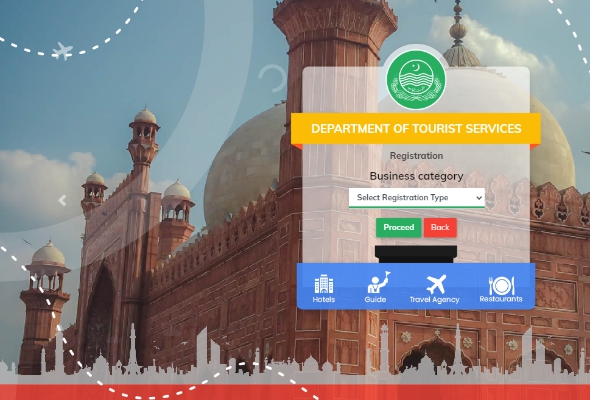 DEPARTMENT OF TOURIST SERVICES
Registration
Business category
Select Registration Type
Proceed Back
Hotels Guide Travel Agency Restaurants